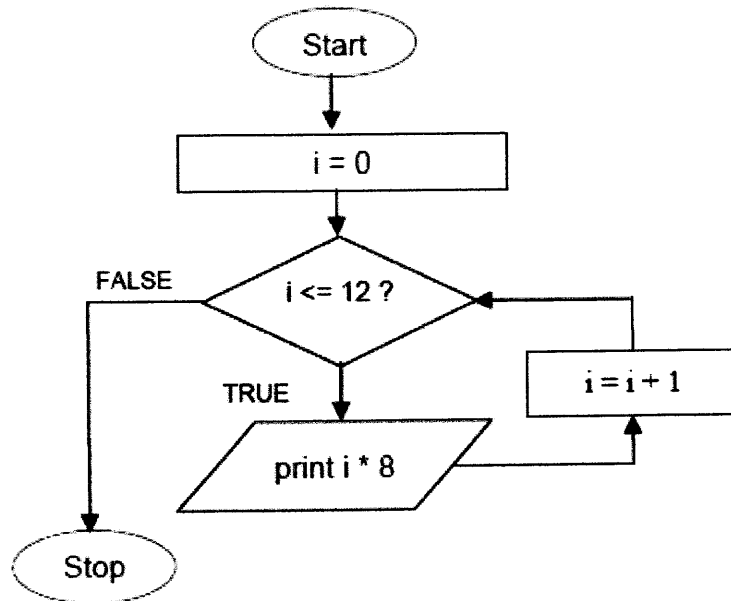 Start
i = 0
i <= 12 ?
FALSE
TRUE
i = i + 1
print i * 8
Stop